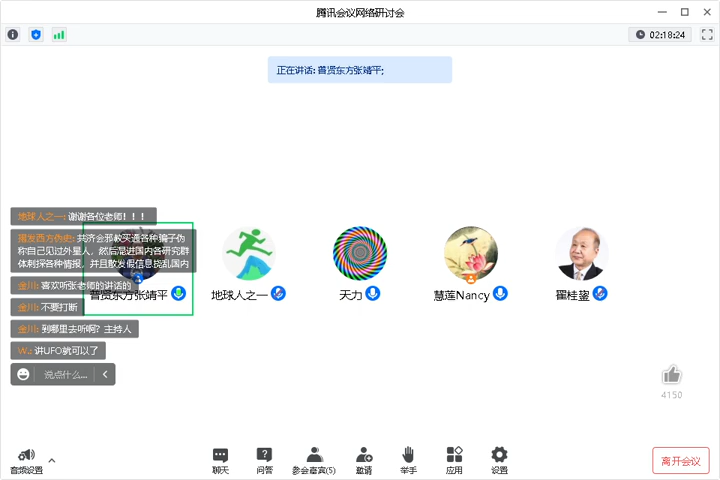 腾讯会议网络研讨会
02:18:24
正在讲话: 普贤东方张靖平;
地球人之一: 谢谢各位老师！！！
揭发西方伪史: 共济会邪教买通各种骗子伪
称自己见过外星人，然后混进国内各研究群
体刺探各种情报，并且散发假信息扰乱国内
金川: 喜欢听张老师的讲话的
金川: 不要打断
金川: 到哪里去听啊？主持人
W.: 讲UFO就可以了
说点什么...
普贤东方张靖平
地球人之一
天力
慧莲Nancy
翟桂鋆
4150
音频设置
聊天
问答
参会嘉宾(5)
邀请
举手
应用
设置
离开会议